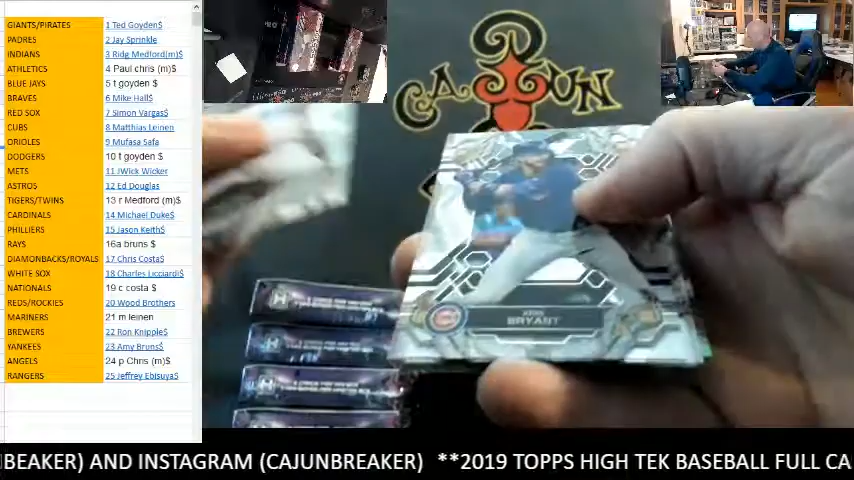 GIANTS/PIRATES 1 Ted Goyden$
PADRES 2 Jay Sprinkle
INDIANS 3 Ridg Medford(m)$
ATHLETICS 4 Paul chris (m)$
BLUE JAYS 5 t goyden $
BRAVES 6 Mike Hall$
RED SOX 7 Simon Vargas$
CUBS 8 Matthias Leinen
ORIOLES 9 Mufasa Safa
DODGERS 10 t goyden $
METS 11 JWick Wicker
ASTROS 12 Ed Douglas
TIGERS/TWINS 13 r Medford (m)$
CARDINALS 14 Michael Duke$
PHILLIERS 15 Jason Keith$
RAYS 16a bruns $
DIAMONBACKS/ROYALS 17 Chris Costa$
WHITE SOX 18 Charles Licciardi$
NATIONALS 19 c costa $
REDS/ROCKIES 20 Wood Brothers
MARINERS 21 m leinen
BREWERS 22 Ron Knipple$
YANKEES 23 Amy Bruns$
ANGELS 24 p Chris (m)$
RANGERS 25 Jeffrey Ebisuya$
CAJUN
KRIS
BRYANT
NBEAKER) AND INSTAGRAM (CAJUNBREAKER) **2019 TOPPS HIGH TEK BASEBALL FULL CA